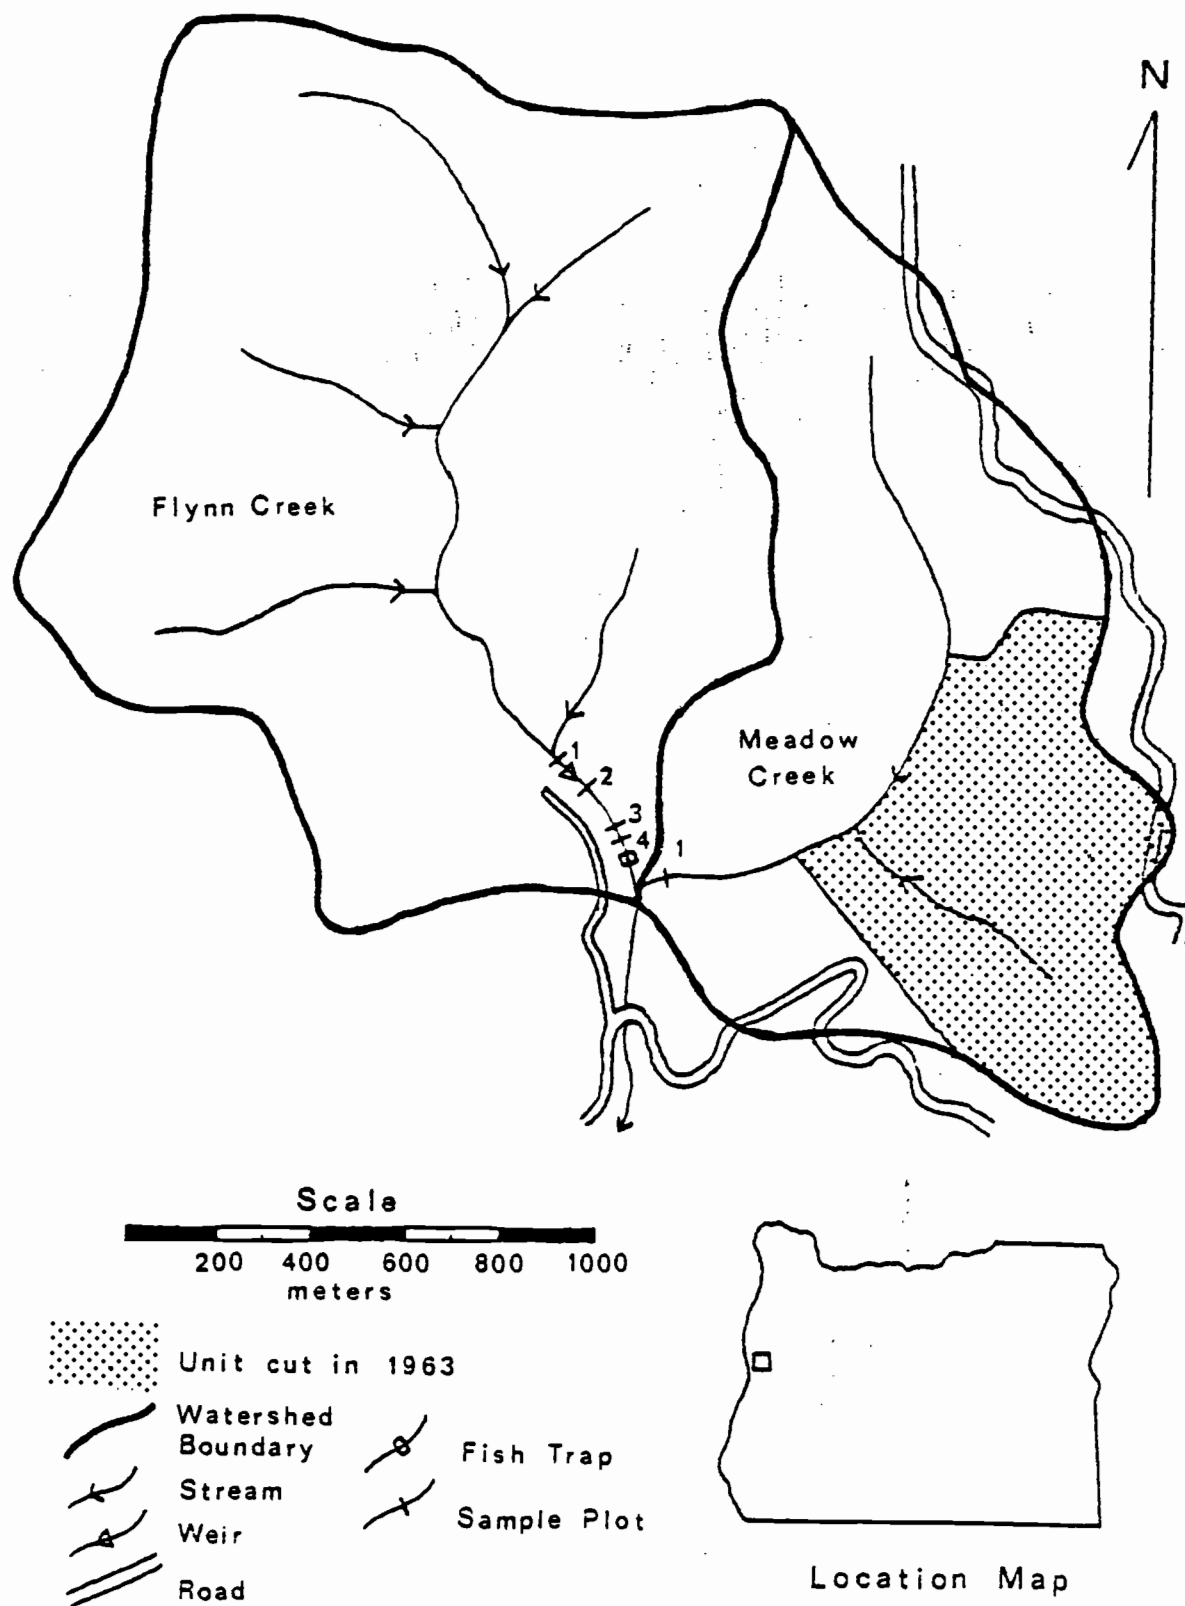 N
Flynn Creek
Meadow
Creek
1
2
3
4
1
Scale
200 400 600 800 1000
meters
Unit cut in 1963
Watershed
Boundary
Stream
Weir
Road
Fish Trap
Sample Plot
Location Map